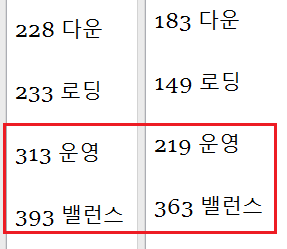 228 다운
233 로딩
313 운영
393 밸런스
183 다운
149 로딩
219 운영
363 밸런스